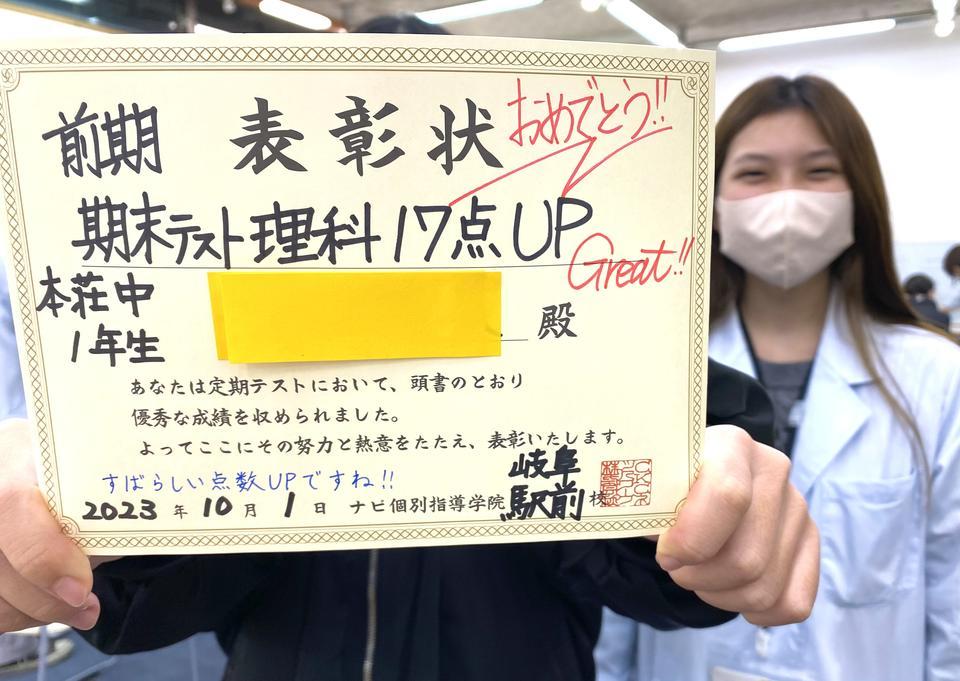 前期 表彰状 おめでとう!!
期末テスト理科 17点 UP
Great!!
本荘中
1年生
殿
あなたは定期テストにおいて、頭書のとおり
優秀な成績を収められました。
よってここにその努力と熱意をたたえ、表彰いたします。
すばらしい点数UPですね!!
2023 年 10 月 1 日 ナビ個別指導学院 岐阜駅前 校